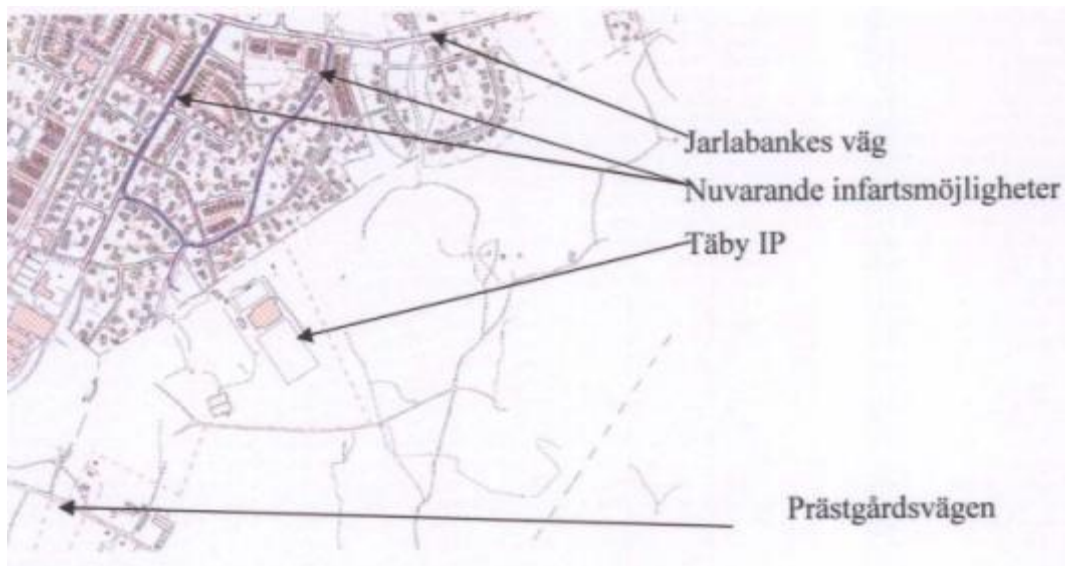 Jarlabankes väg
Nuvarande infartsmöjligheter
Täby IP
Prästgårdsvägen